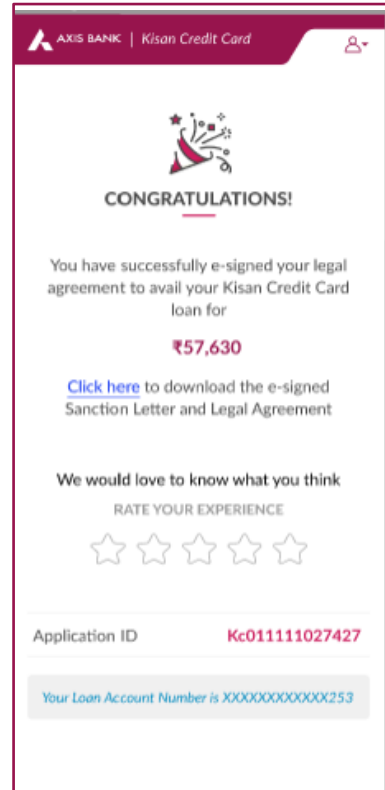 AXIS BANK | Kisan Credit Card
CONGRATULATIONS!
You have successfully e-signed your legal
agreement to avail your Kisan Credit Card
loan for
₹57,630
Click here to download the e-signed
Sanction Letter and Legal Agreement
We would love to know what you think
RATE YOUR EXPERIENCE
Application ID Kc011111027427
Your Loan Account Number is XXXXXXXXXXXX253